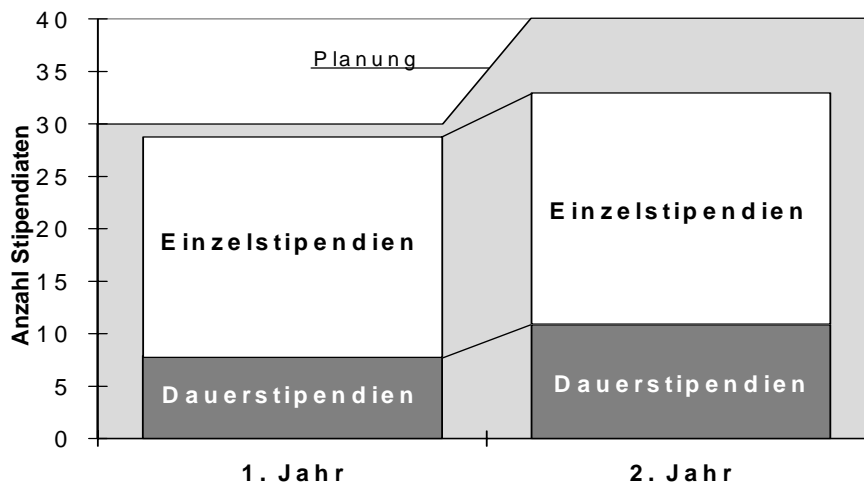 40
Planung
35
30
25
Einzelstipendien
Einzelstipendien
20
15
10
Dauerstipendien
Dauerstipendien
5
0
Anzahl Stipendiaten
1. Jahr
2. Jahr